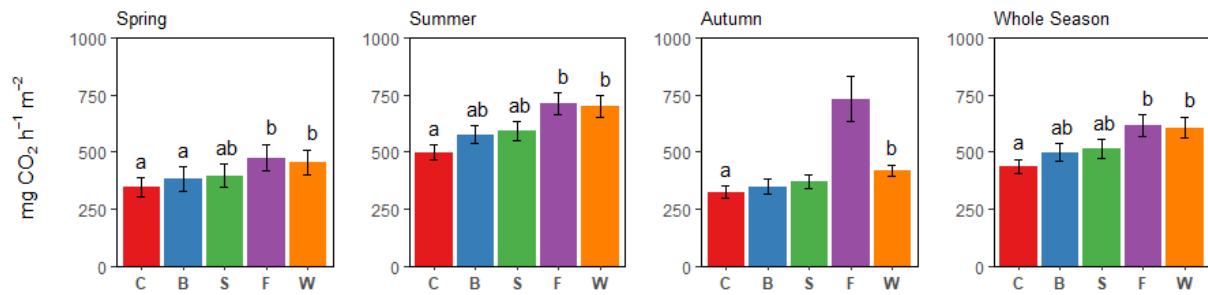 Spring
Summer
Autumn
Whole Season
mg CO₂ h⁻¹ m⁻²
1000
750
500
250
0
a
a
ab
b
b
C B S F W
1000
750
500
250
0
a
ab
ab
b
b
C B S F W
1000
750
500
250
0
a
b
C B S F W
1000
750
500
250
0
a
ab
ab
b
b
C B S F W